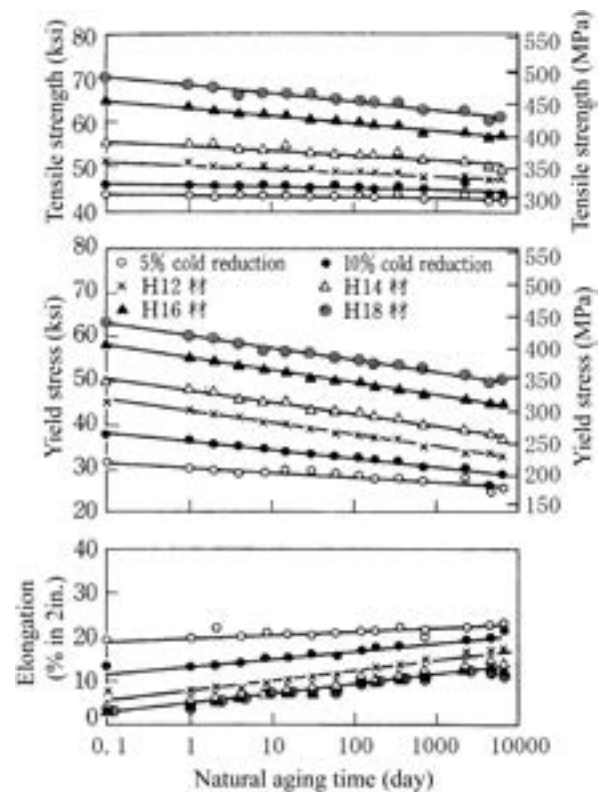 Tensile strength (ksi)
80
70
60
50
40
550
500
450
400
350
300
Tensile strength (MPa)
Yield stress (ksi)
80
70
60
50
40
30
20
5% cold reduction
10% cold reduction
H12 材
H14 材
H16 材
H18 材
550
500
450
400
350
300
250
200
150
Yield stress (MPa)
Elongation
(% in 2in.)
40
30
20
10
0
0.1 1 10 100 1000 10000
Natural aging time (day)